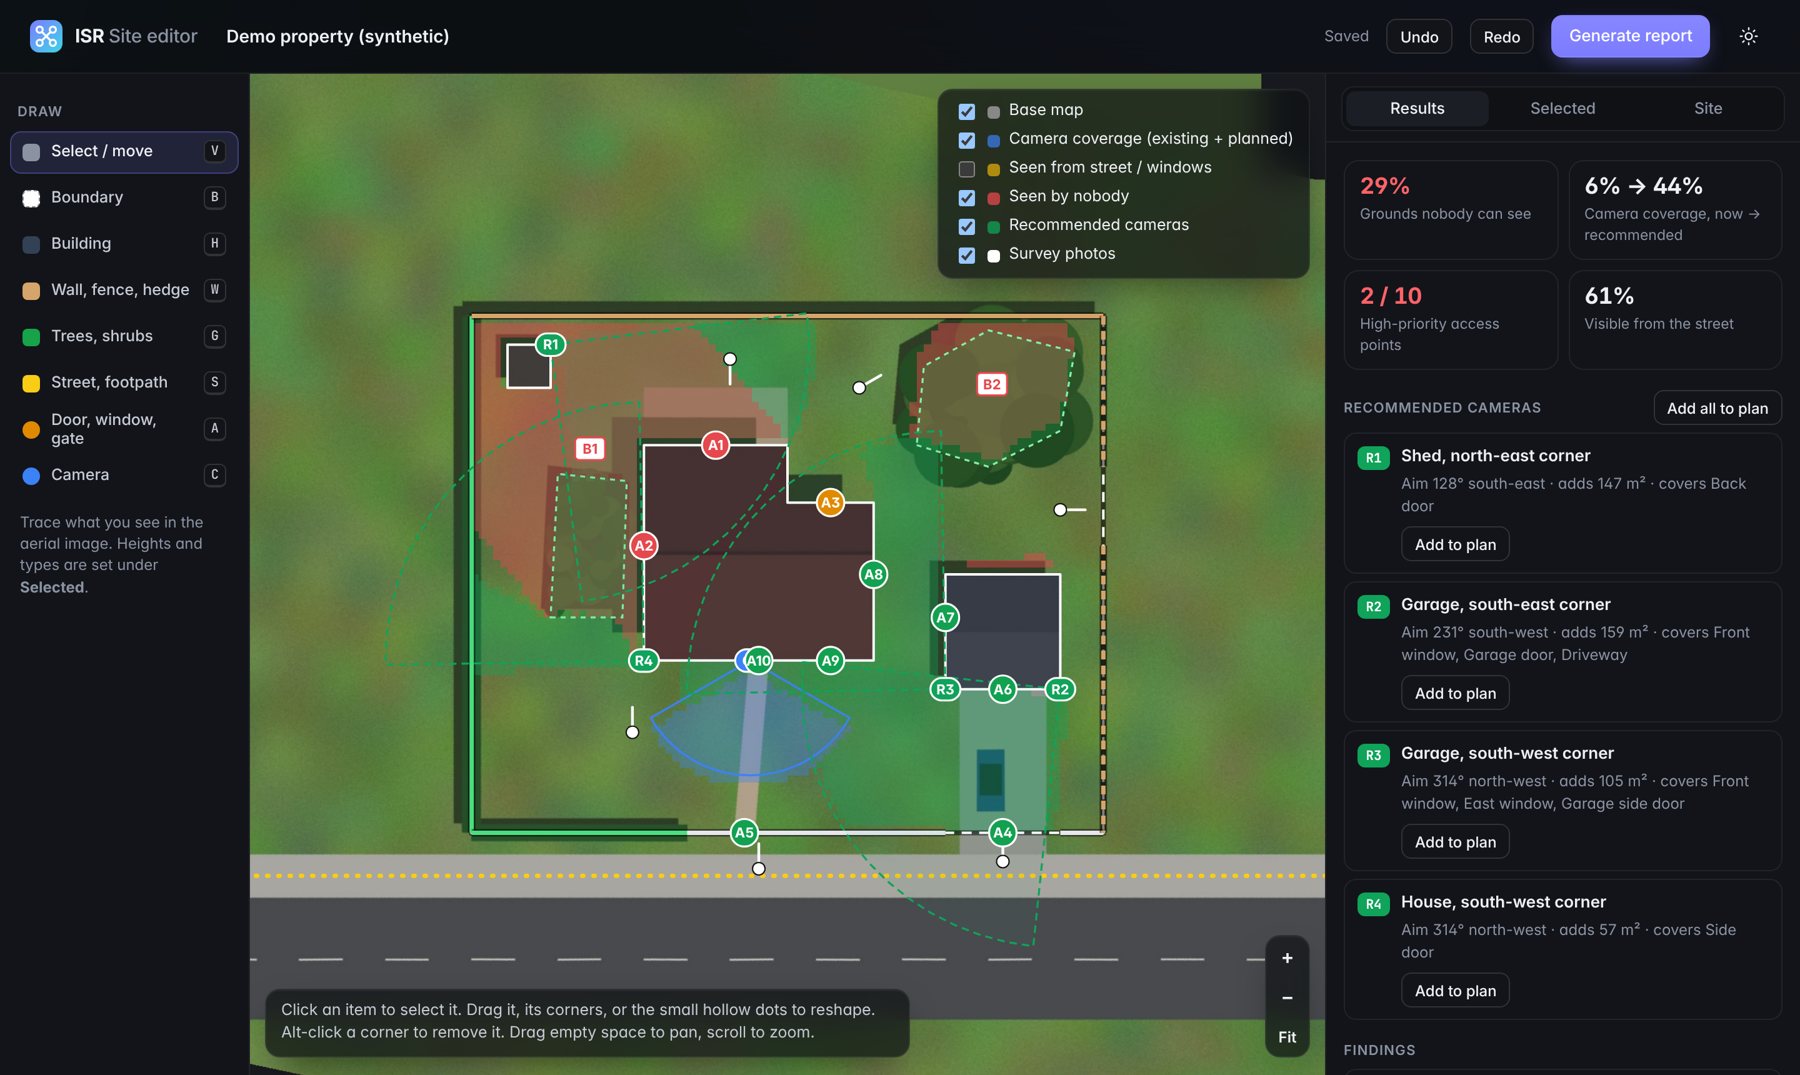 ISR Site editor
Demo property (synthetic)
Saved
Undo
Redo
Generate report
DRAW
Select / move V
Boundary B
Building H
Wall, fence, hedge W
Trees, shrubs G
Street, footpath S
Door, window,
gate A
Camera C
Trace what you see in the
aerial image. Heights and
types are set under
Selected.
Base map
Camera coverage (existing + planned)
Seen from street / windows
Seen by nobody
Recommended cameras
Survey photos
R1
B2
B1
A1
A3
A2
A8
A7
R4
A10
A9
R3
A6
R2
A5
A4
Click an item to select it. Drag it, its corners, or the small hollow dots to reshape.
Alt-click a corner to remove it. Drag empty space to pan, scroll to zoom.
+
−
Fit
Results
Selected
Site
29%
Grounds nobody can see
6% → 44%
Camera coverage, now →
recommended
2 / 10
High-priority access
points
61%
Visible from the street
RECOMMENDED CAMERAS
Add all to plan
R1 Shed, north-east corner
Aim 128° south-east · adds 147 m² · covers Back
door
Add to plan
R2 Garage, south-east corner
Aim 231° south-west · adds 159 m² · covers Front
window, Garage door, Driveway
Add to plan
R3 Garage, south-west corner
Aim 314° north-west · adds 105 m² · covers Front
window, East window, Garage side door
Add to plan
R4 House, south-west corner
Aim 314° north-west · adds 57 m² · covers Side
door
Add to plan
FINDINGS